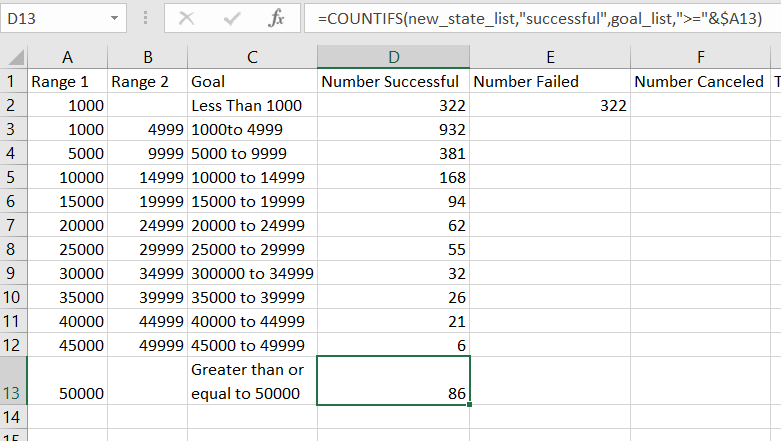 D13 =COUNTIFS(new_state_list,"successful",goal_list,">="&$A13)
A B C D E F
1 Range 1 Range 2 Goal Number Successful Number Failed Number Canceled T
2 1000 Less Than 1000 322 322
3 1000 4999 1000to 4999 932
4 5000 9999 5000 to 9999 381
5 10000 14999 10000 to 14999 168
6 15000 19999 15000 to 19999 94
7 20000 24999 20000 to 24999 62
8 25000 29999 25000 to 29999 55
9 30000 34999 300000 to 34999 32
10 35000 39999 35000 to 39999 26
11 40000 44999 40000 to 44999 21
12 45000 49999 45000 to 49999 6
Greater than or
13 50000 equal to 50000 86
14
15